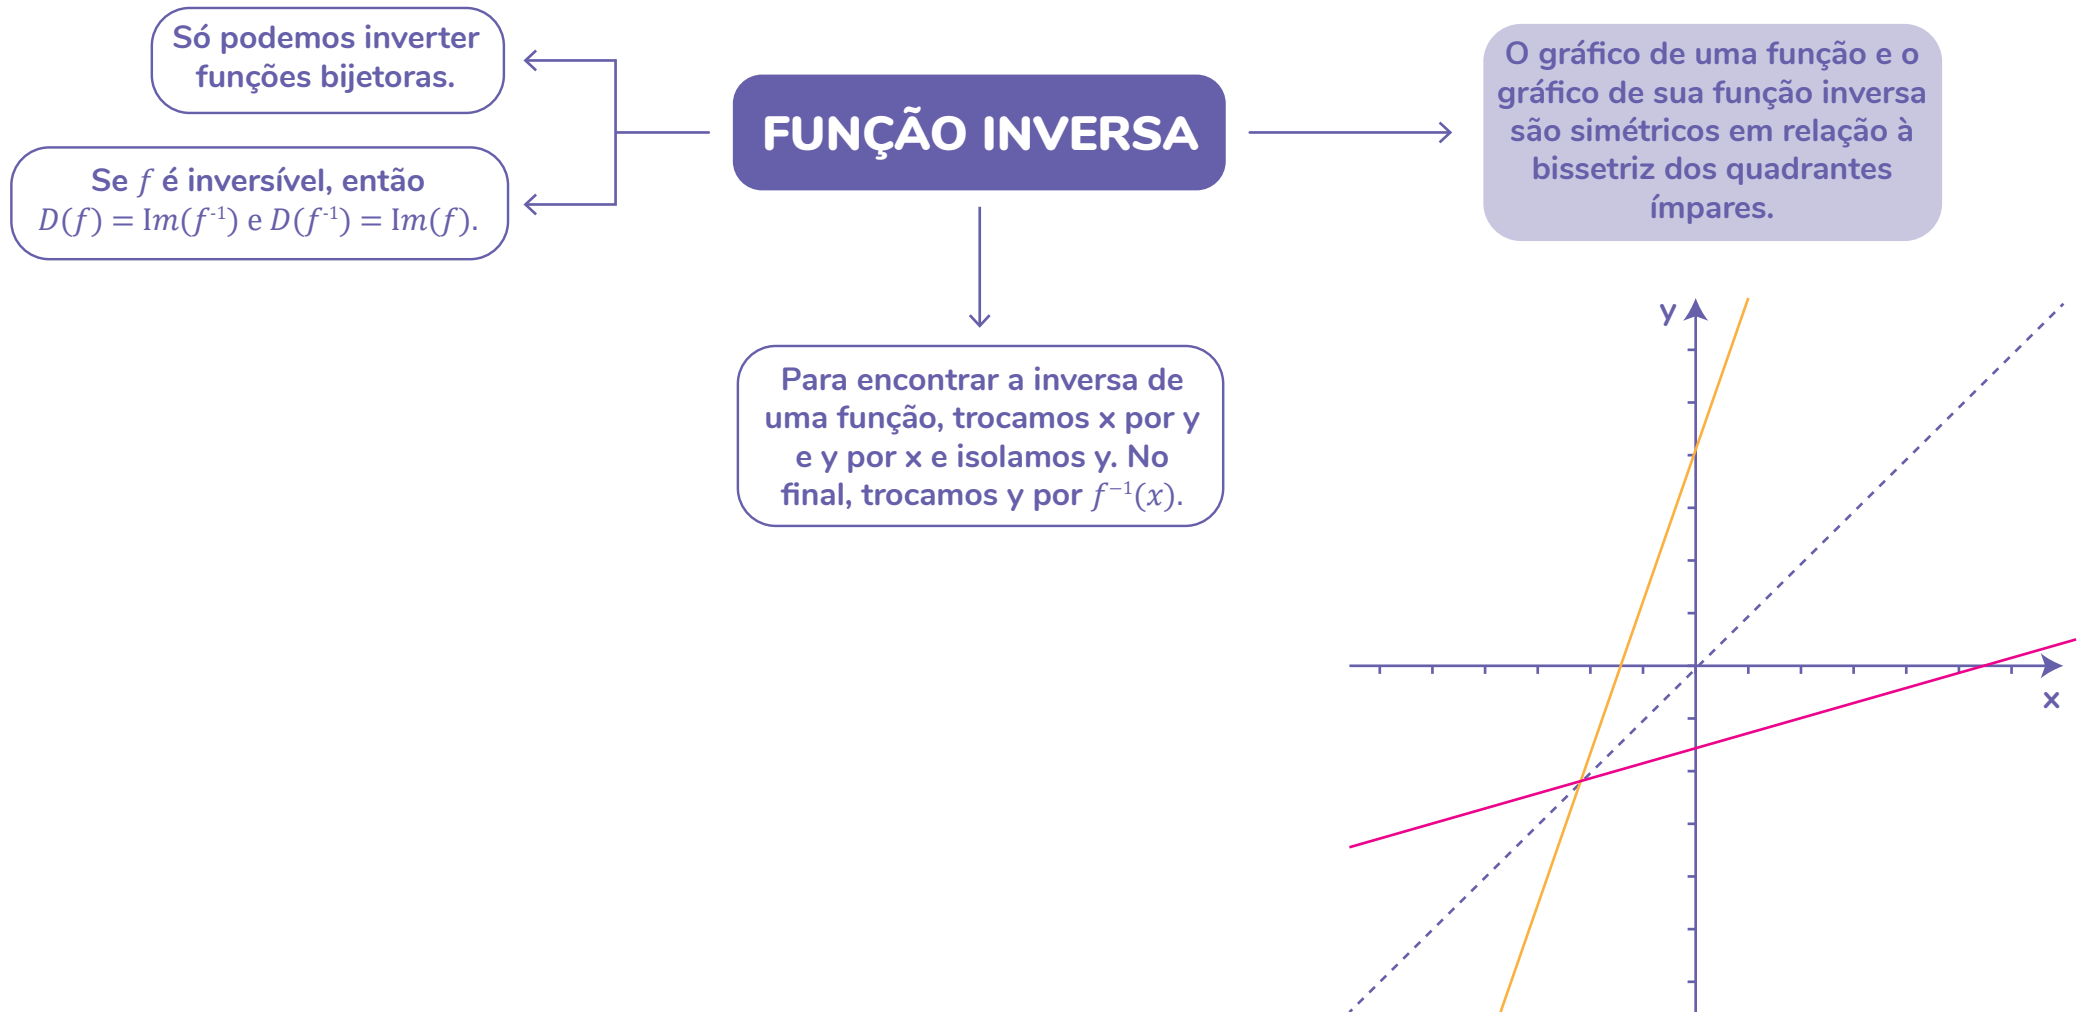 Só podemos inverter
funções bijetoras.
Se f é inversível, então
D(f) = Im(f⁻¹) e D(f⁻¹) = Im(f).
FUNÇÃO INVERSA
O gráfico de uma função e o
gráfico de sua função inversa
são simétricos em relação à
bissetriz dos quadrantes
ímpares.
Para encontrar a inversa de
uma função, trocamos x por y
e y por x e isolamos y. No
final, trocamos y por f⁻¹(x).
y
x